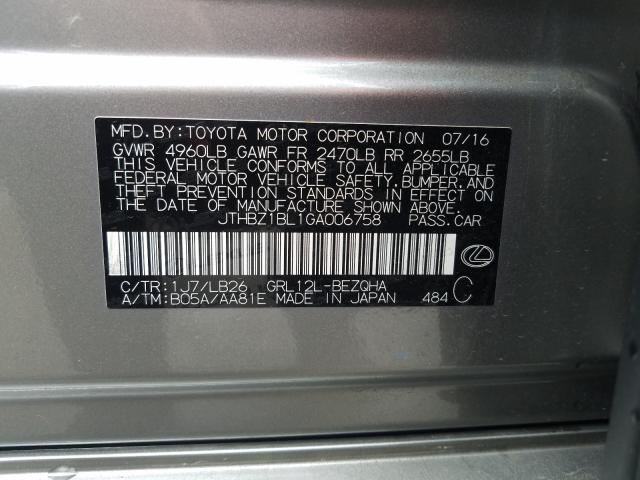 MFD. BY: TOYOTA MOTOR CORPORATION 07/16
GVWR 4960LB GAWR FR 2470LB RR 2655LB
THIS VEHICLE CONFORMS TO ALL APPLICABLE
FEDERAL MOTOR VEHICLE SAFETY, BUMPER, AND
THEFT PREVENTION STANDARDS IN EFFECT ON
THE DATE OF MANUFACTURE SHOWN ABOVE.
JTHBZ1BL1GA006758 PASS. CAR
C/TR: 1J7/LB26 GRL12L-BEZQHA
A/TM: B05A/AA81E MADE IN JAPAN 484 C